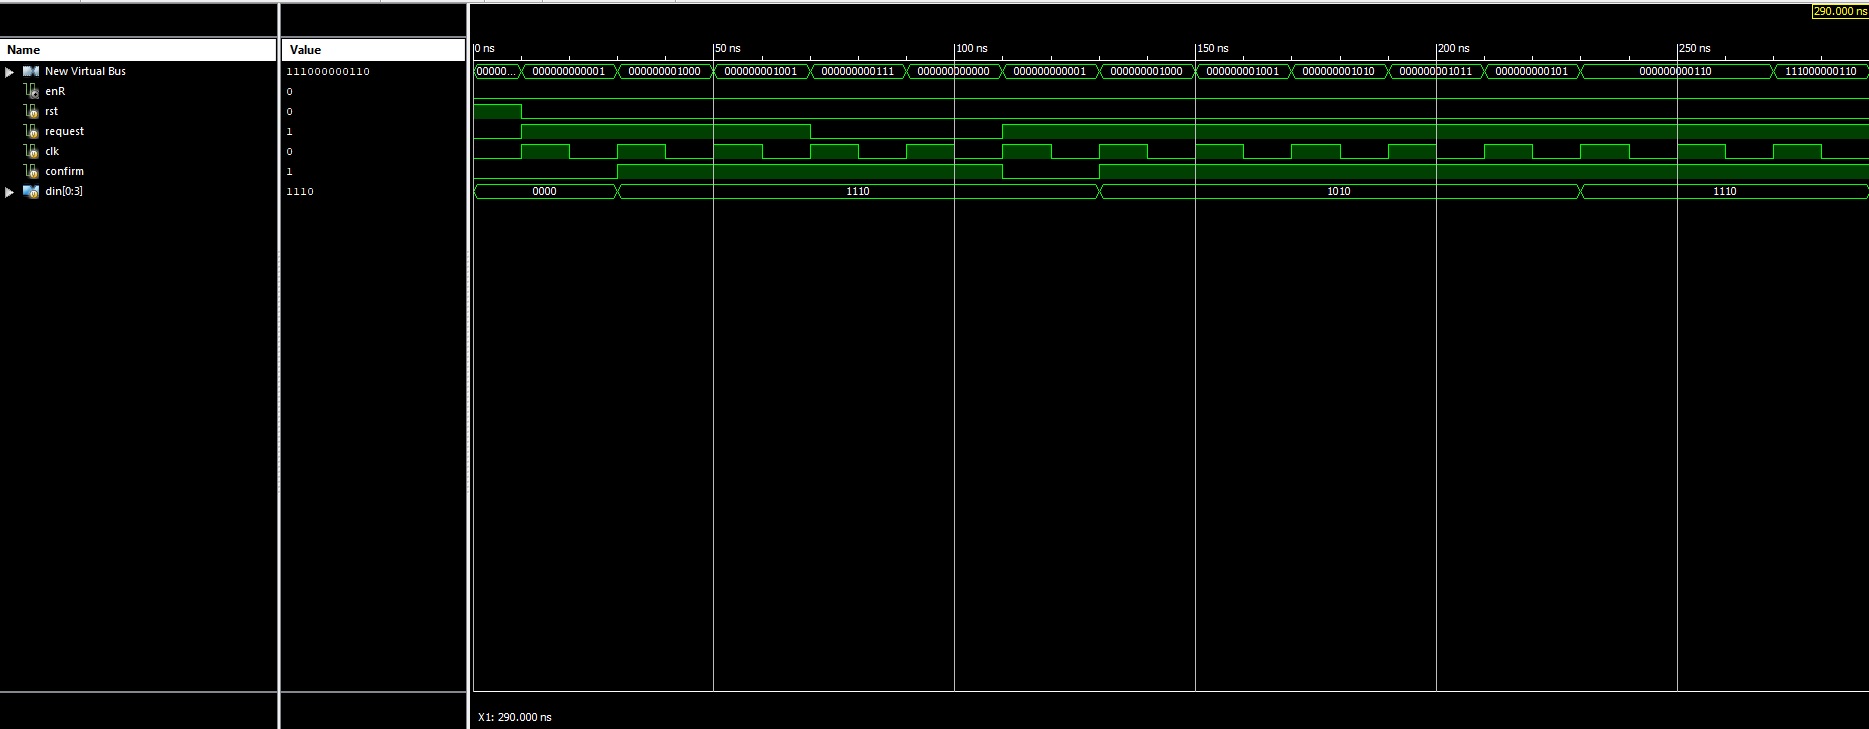 290.000 ns
Name Value
0 ns 50 ns 100 ns 150 ns 200 ns 250 ns
New Virtual Bus 111000000110 00000... 000000000001 000000001000 000000001001 000000000111 000000000000 000000000001 000000001000 000000001001 000000001010 000000001011 000000000101 000000000110 111000000110
enR 0
rst 0
request 1
clk 0
confirm 1
din[0:3] 1110 0000 1110 1010 1110
X1: 290.000 ns